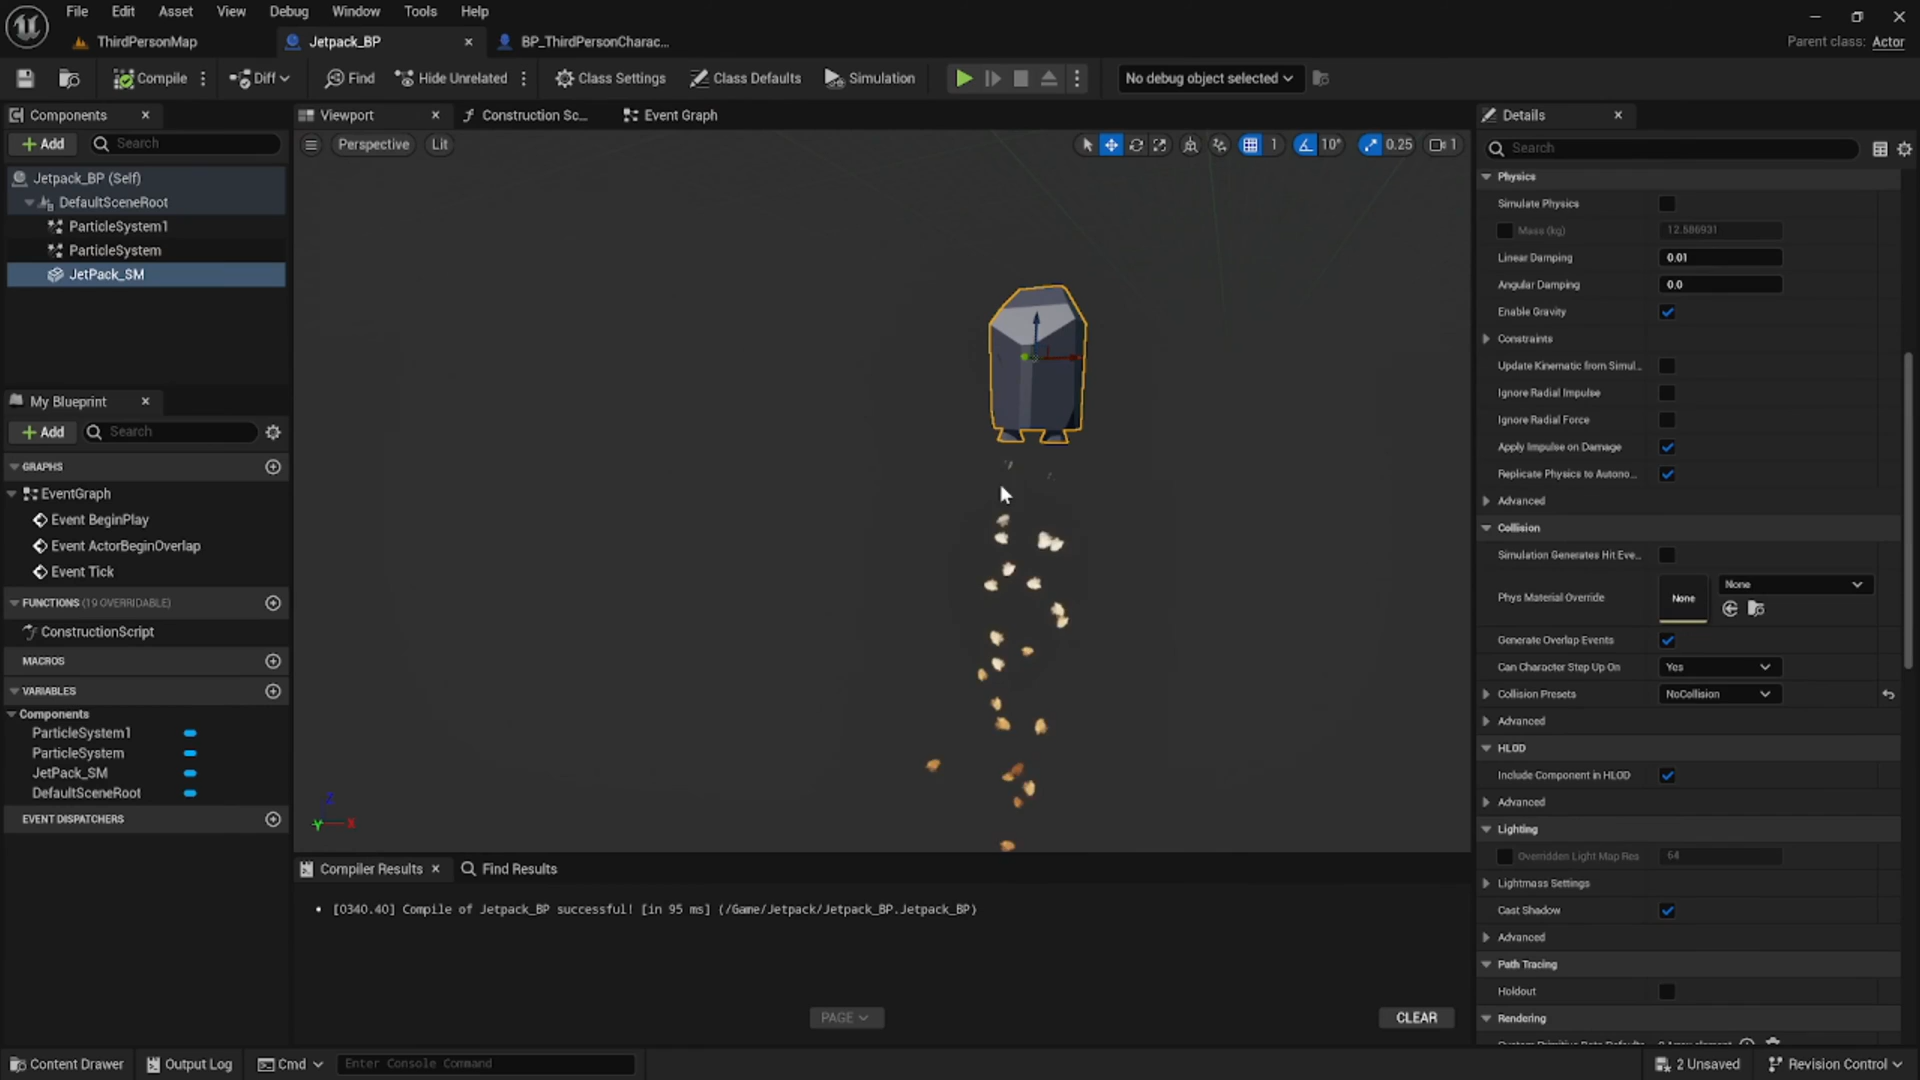 File Edit Asset View Debug Window Tools Help
ThirdPersonMap Jetpack_BP BP_ThirdPersonCharac... Parent class: Actor
Compile Diff Find Hide Unrelated Class Settings Class Defaults Simulation No debug object selected
Components
Add Search
Jetpack_BP (Self)
DefaultSceneRoot
ParticleSystem1
ParticleSystem
JetPack_SM
My Blueprint
Add Search
GRAPHS
EventGraph
Event BeginPlay
Event ActorBeginOverlap
Event Tick
FUNCTIONS (19 OVERRIDABLE)
ConstructionScript
MACROS
VARIABLES
Components
ParticleSystem1
ParticleSystem
JetPack_SM
DefaultSceneRoot
EVENT DISPATCHERS
Viewport Construction Sc... Event Graph
Perspective Lit 1 10° 0.25 1
Z
Y X
Compiler Results Find Results
• [0340.40] Compile of Jetpack_BP successful! [in 95 ms] (/Game/Jetpack/Jetpack_BP.Jetpack_BP)
PAGE CLEAR
Details
Search
Physics
Simulate Physics
Mass (kg) 12.586931
Linear Damping 0.01
Angular Damping 0.0
Enable Gravity
Constraints
Update Kinematic from Simul...
Ignore Radial Impulse
Ignore Radial Force
Apply Impulse on Damage
Replicate Physics to Autono...
Advanced
Collision
Simulation Generates Hit Eve...
Phys Material Override None None
Generate Overlap Events
Can Character Step Up On Yes
Collision Presets NoCollision
Advanced
HLOD
Include Component in HLOD
Advanced
Lighting
Overridden Light Map Res 64
Lightmass Settings
Cast Shadow
Advanced
Path Tracing
Holdout
Rendering
Content Drawer Output Log Cmd Enter Console Command 2 Unsaved Revision Control